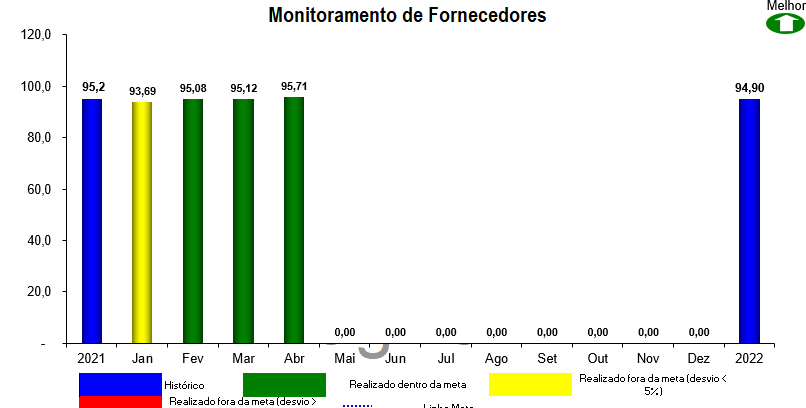 Monitoramento de Fornecedores
Melhor
120,0
100,0
80,0
60,0
40,0
20,0
-
95,2
93,69
95,08
95,12
95,71
0,00
0,00
0,00
0,00
0,00
0,00
0,00
0,00
94,90
2021 Jan Fev Mar Abr Mai Jun Jul Ago Set Out Nov Dez 2022
Histórico
Realizado dentro da meta
Realizado fora da meta (desvio <
5%)
Realizado fora da meta (desvio >
Linha Meta